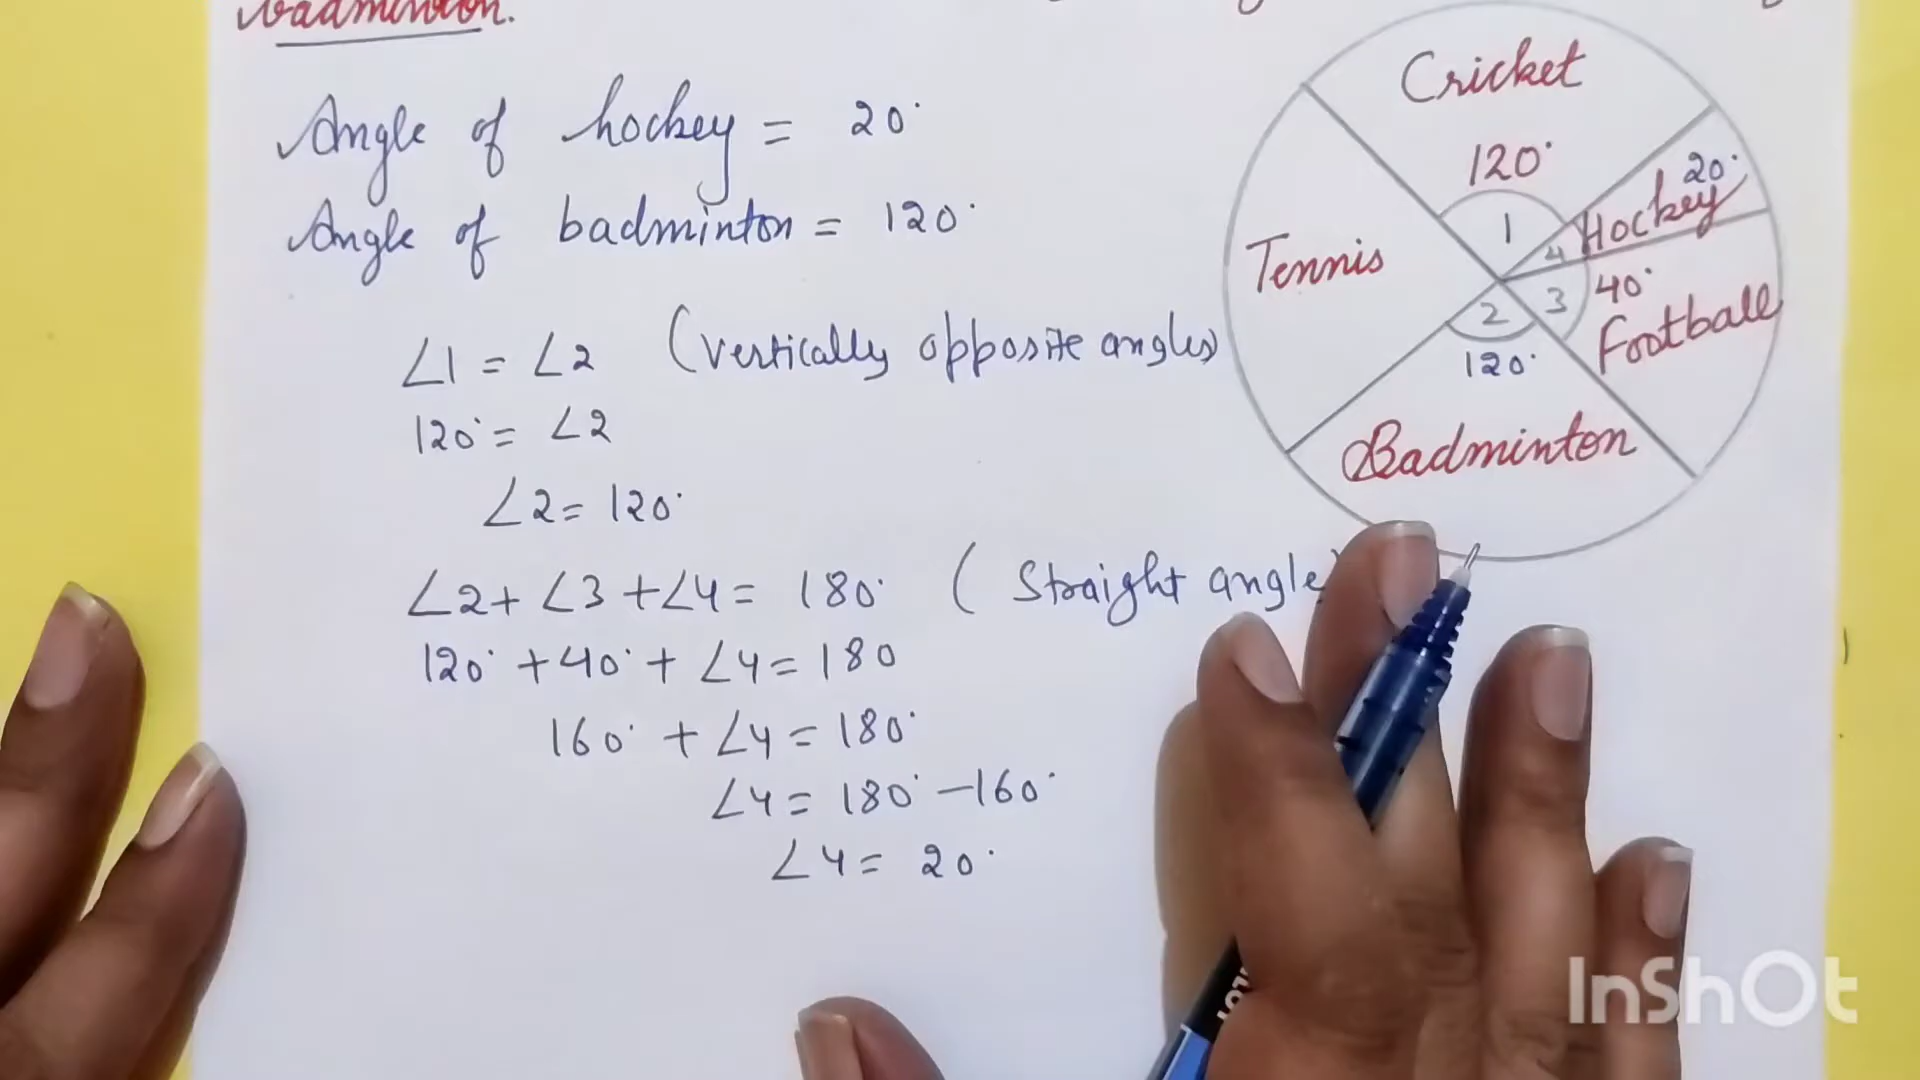 badminton.
Angle of hockey = 20°
Angle of badminton = 120°
∠1 = ∠2 (vertically opposite angles)
120° = ∠2
∠2 = 120°
∠2 + ∠3 + ∠4 = 180° (Straight angle)
120° + 40° + ∠4 = 180
160° + ∠4 = 180°
∠4 = 180° - 160°
∠4 = 20°
Cricket
120°
1
20°
Hockey
4
Tennis
40°
3
Football
2
120°
Badminton
InShOt